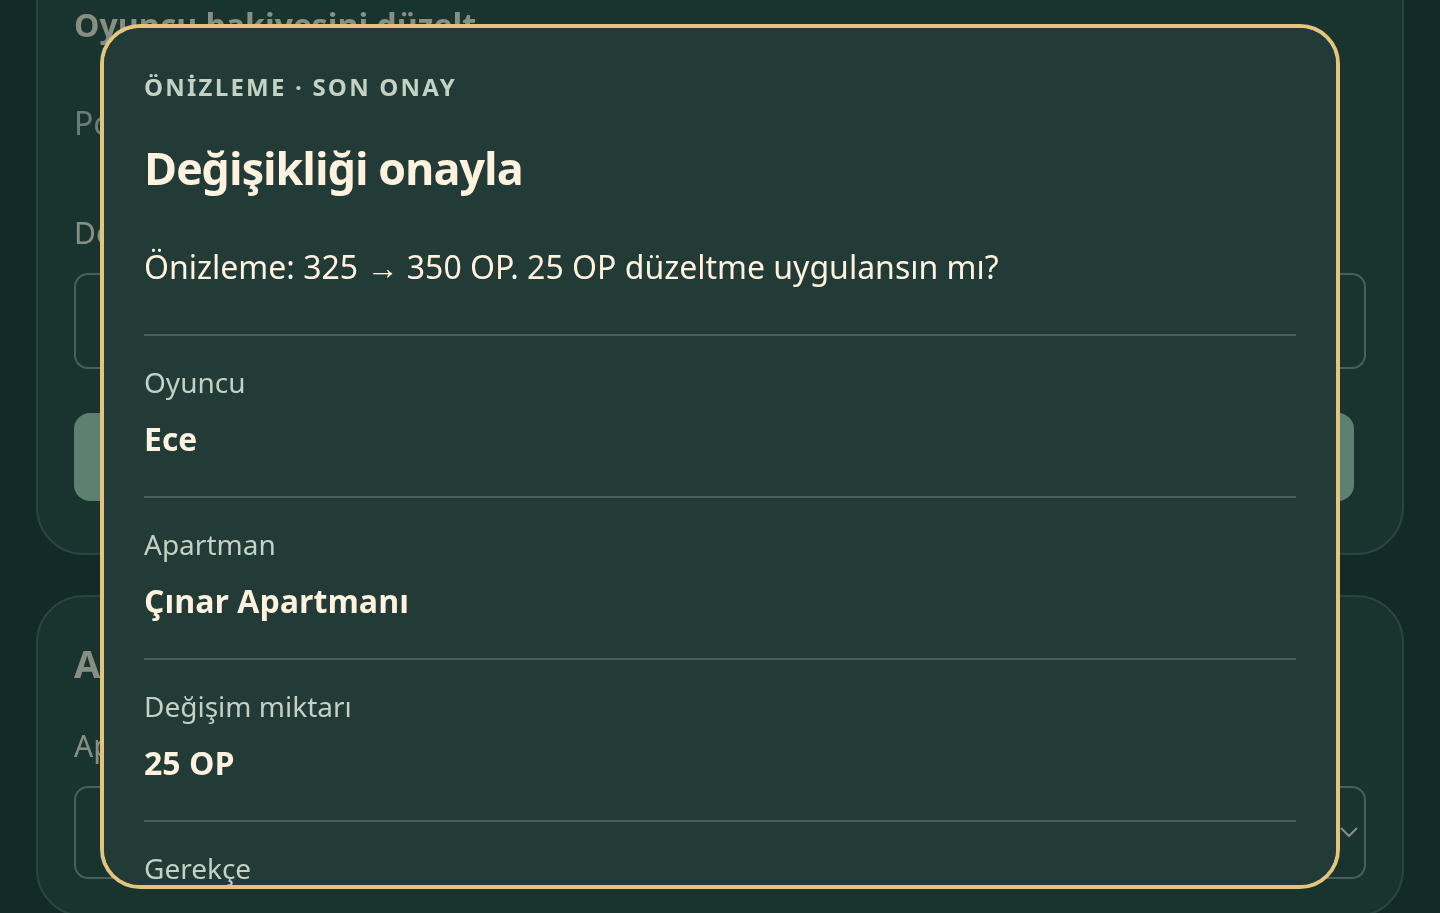 ÖNİZLEME · SON ONAY
Değişikliği onayla
Önizleme: 325 → 350 OP. 25 OP düzeltme uygulansın mı?
Oyuncu
Ece
Apartman
Çınar Apartmanı
Değişim miktarı
25 OP
Gerekçe